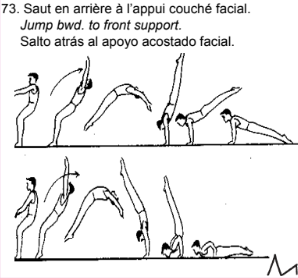 73. Saut en arrière à l'appui couché facial.
Jump bwd. to front support.
Salto atrás al apoyo acostado facial.